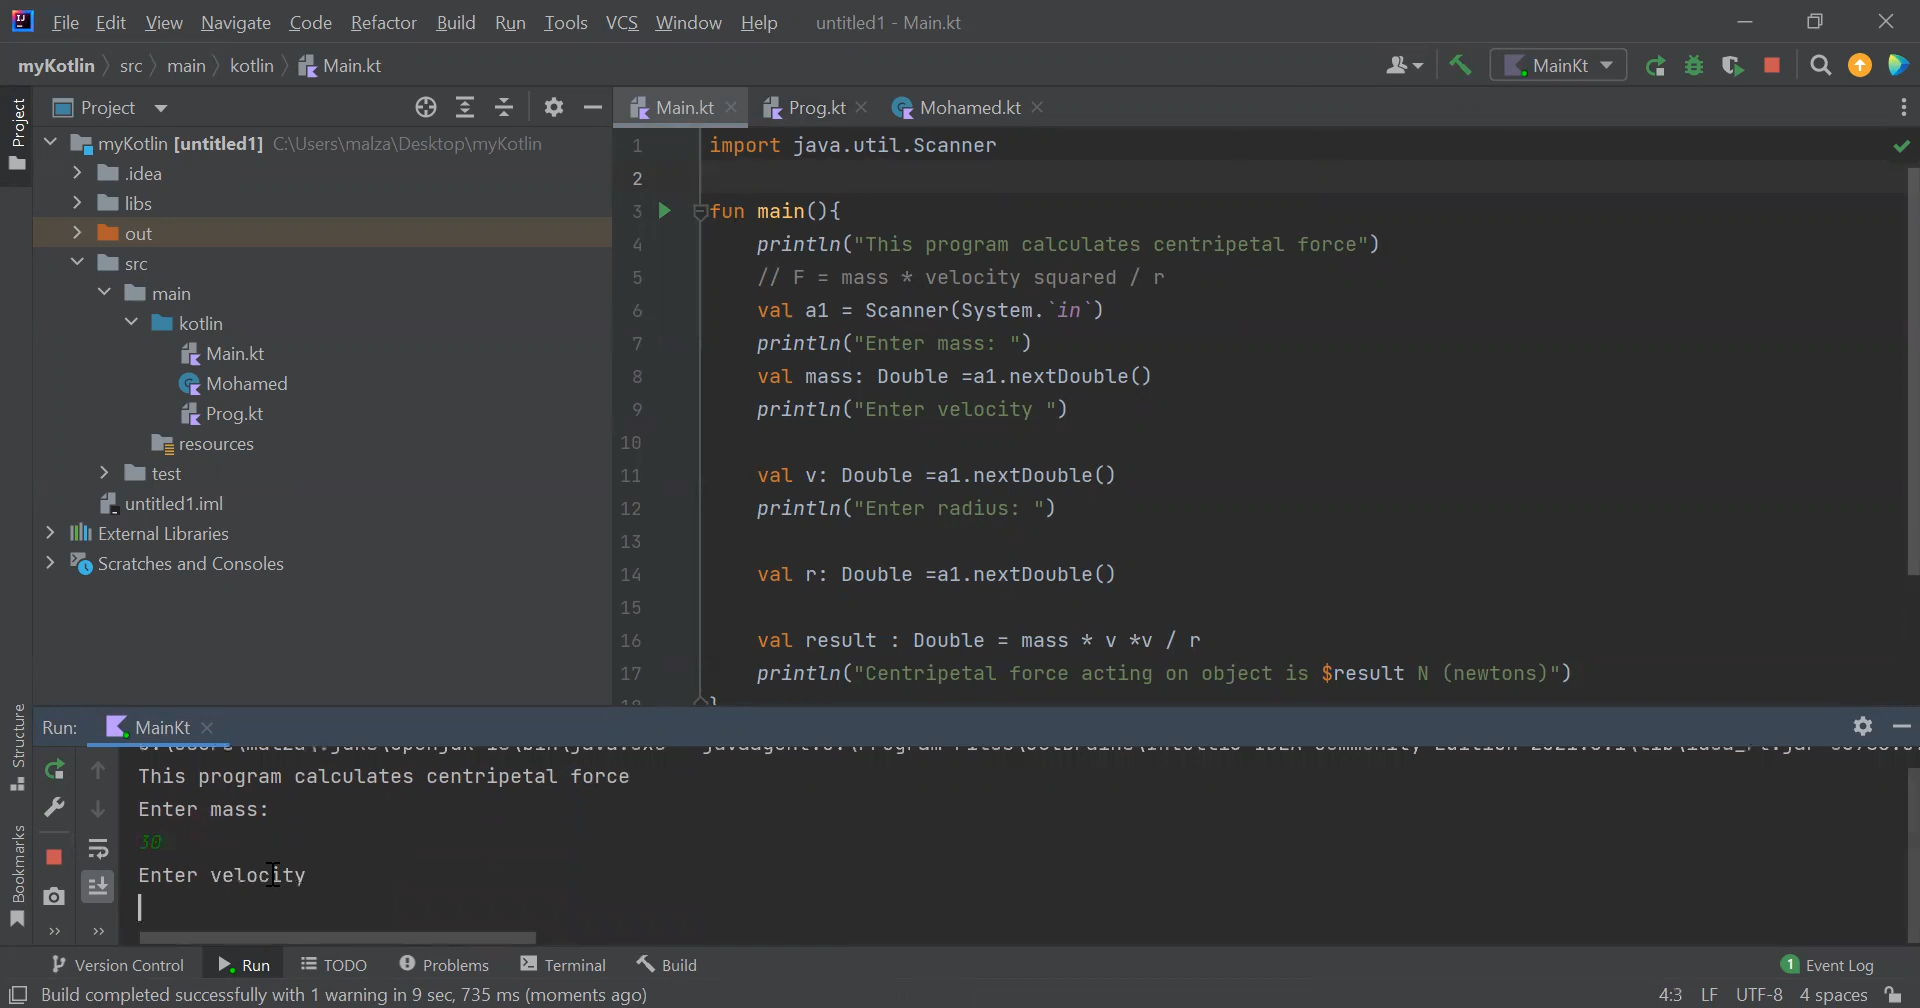 File Edit View Navigate Code Refactor Build Run Tools VCS Window Help untitled1 - Main.kt
myKotlin src main kotlin Main.kt MainKt
Project
Project
Main.kt Prog.kt Mohamed.kt
myKotlin [untitled1] C:\Users\malza\Desktop\myKotlin
.idea
libs
out
src
main
kotlin
Main.kt
Mohamed
Prog.kt
resources
test
untitled1.iml
External Libraries
Scratches and Consoles
1 import java.util.Scanner
2
3 fun main(){
4 println("This program calculates centripetal force")
5 // F = mass * velocity squared / r
6 val a1 = Scanner(System.`in`)
7 println("Enter mass: ")
8 val mass: Double =a1.nextDouble()
9 println("Enter velocity ")
10
11 val v: Double =a1.nextDouble()
12 println("Enter radius: ")
13
14 val r: Double =a1.nextDouble()
15
16 val result : Double = mass * v *v / r
17 println("Centripetal force acting on object is $result N (newtons)")
}
Structure
Bookmarks
Run: MainKt
This program calculates centripetal force
Enter mass:
30
Enter velocity
Version Control Run TODO Problems Terminal Build 1 Event Log
Build completed successfully with 1 warning in 9 sec, 735 ms (moments ago) 4:3 LF UTF-8 4 spaces